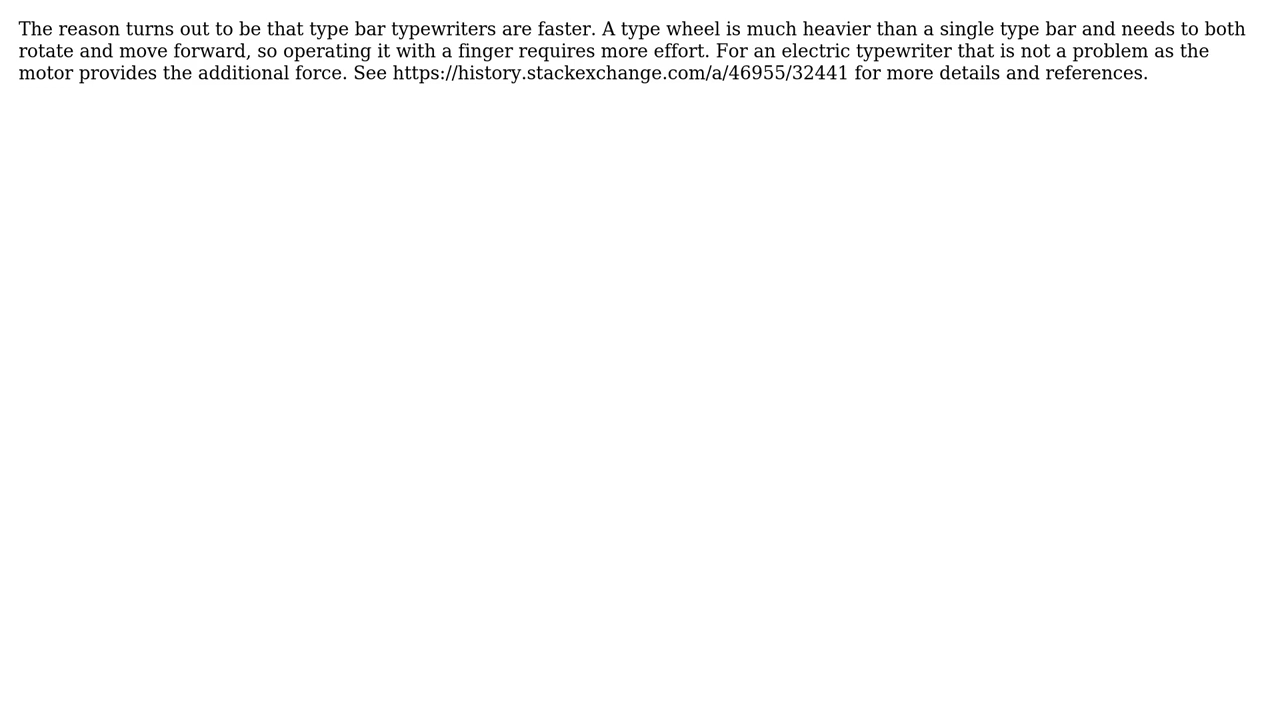 The reason turns out to be that type bar typewriters are faster. A type wheel is much heavier than a single type bar and needs to both
rotate and move forward, so operating it with a finger requires more effort. For an electric typewriter that is not a problem as the
motor provides the additional force. See https://history.stackexchange.com/a/46955/32441 for more details and references.